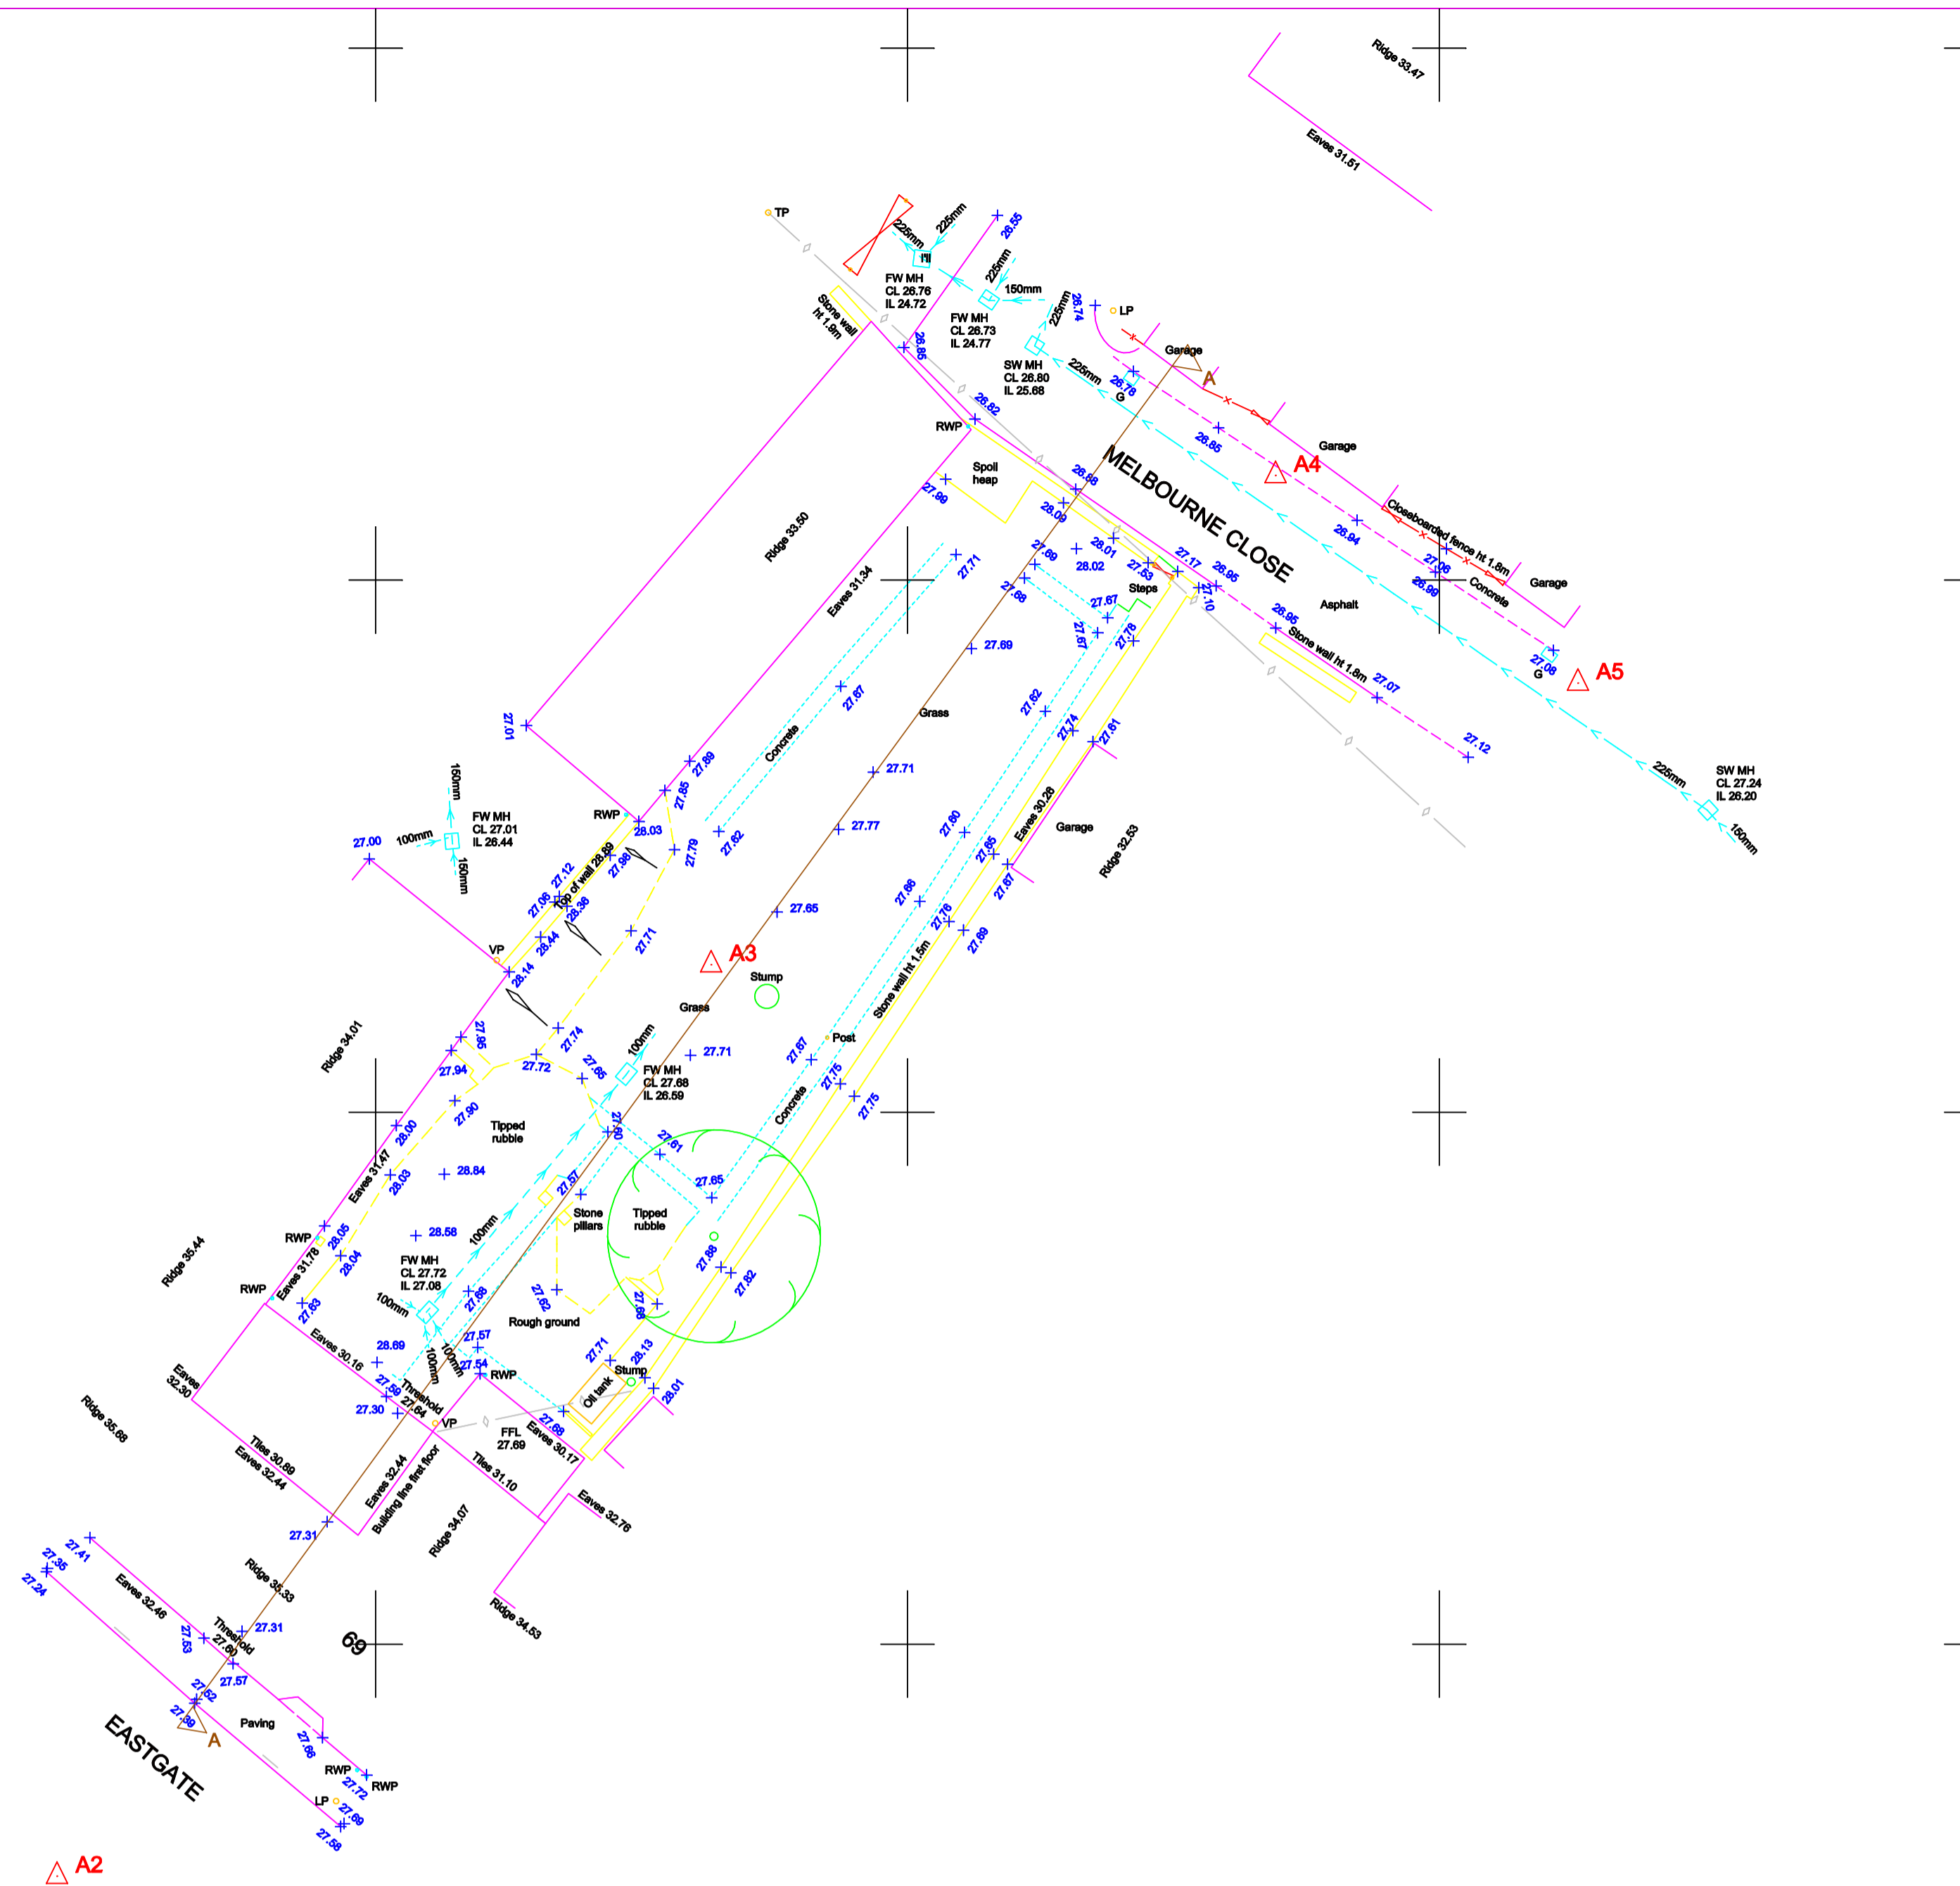 Ridge 33.47
Eaves 31.51
TP
225mm
225mm
26.55
FW MH
CL 26.76
IL 24.72
Stone wall
ht 1.9m
225mm
150mm
FW MH
CL 26.73
IL 24.77
225mm
26.74
LP
Garage
A
26.85
SW MH
CL 26.80
IL 25.68
225mm
26.78
G
26.82
RWP
26.85
Garage
A4
MELBOURNE CLOSE
Spoil
heap
27.99
26.88
28.09
Closeboarded fence ht 1.8m
26.94
Ridge 33.50
28.01
27.69
28.02
27.53
27.17
26.95
27.10
27.08
26.99
Concrete
Garage
27.71
27.68
Steps
27.67
27.67
27.78
Asphalt
26.95
Stone wall ht 1.8m
Eaves 31.34
27.69
27.08
G
A5
27.67
27.07
27.62
Grass
27.01
Concrete
27.74
27.61
27.12
27.89
27.71
150mm
225mm
SW MH
CL 27.24
IL 26.20
150mm
27.85
RWP
28.03
FW MH
CL 27.01
IL 26.44
100mm
150mm
27.00
27.62
27.77
27.60
Eaves 30.26
Garage
Ridge 32.53
27.79
27.98
Top of wall 28.89
27.12
27.06
28.36
27.65
27.67
27.66
27.76
27.65
28.44
27.71
27.69
VP
28.14
A3
Stump
Stone wall ht 1.5m
Grass
Ridge 34.01
27.95
27.94
27.74
27.72
100mm
27.71
Post
27.67
27.65
FW MH
CL 27.68
IL 26.59
27.75
27.75
27.90
Concrete
28.00
Tipped
rubble
27.60
27.61
Eaves 31.47
28.03
28.84
27.57
27.65
Stone
pillars
Tipped
rubble
28.05
RWP
28.58
100mm
28.04
Ridge 35.44
Eaves 31.78
FW MH
CL 27.72
IL 27.08
27.88
27.82
RWP
27.63
100mm
27.68
27.62
27.68
Rough ground
Eaves 30.16
28.69
100mm
100mm
27.57
27.54
RWP
27.71
28.13
Stump
Eaves
32.30
27.59
27.30
Threshold
27.64
VP
Oil tank
28.01
27.68
FFL
27.69
Eaves 30.17
Ridge 35.68
Tiles 30.89
Eaves 32.44
Eaves 32.44
Building line first floor
Tiles 31.10
Eaves 32.76
Ridge 34.07
27.31
27.41
27.35
27.24
Eaves 32.46
Ridge 35.33
Ridge 34.53
27.31
27.53
Threshold
27.60
69
27.57
27.52
27.39
A
Paving
EASTGATE
27.66
RWP
27.72
RWP
LP
27.69
27.58
A2